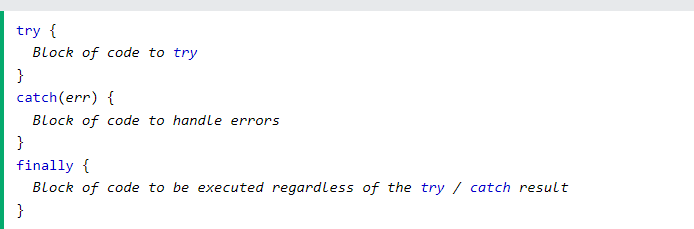 try {
  Block of code to try
}
catch(err) {
  Block of code to handle errors
}
finally {
  Block of code to be executed regardless of the try / catch result
}